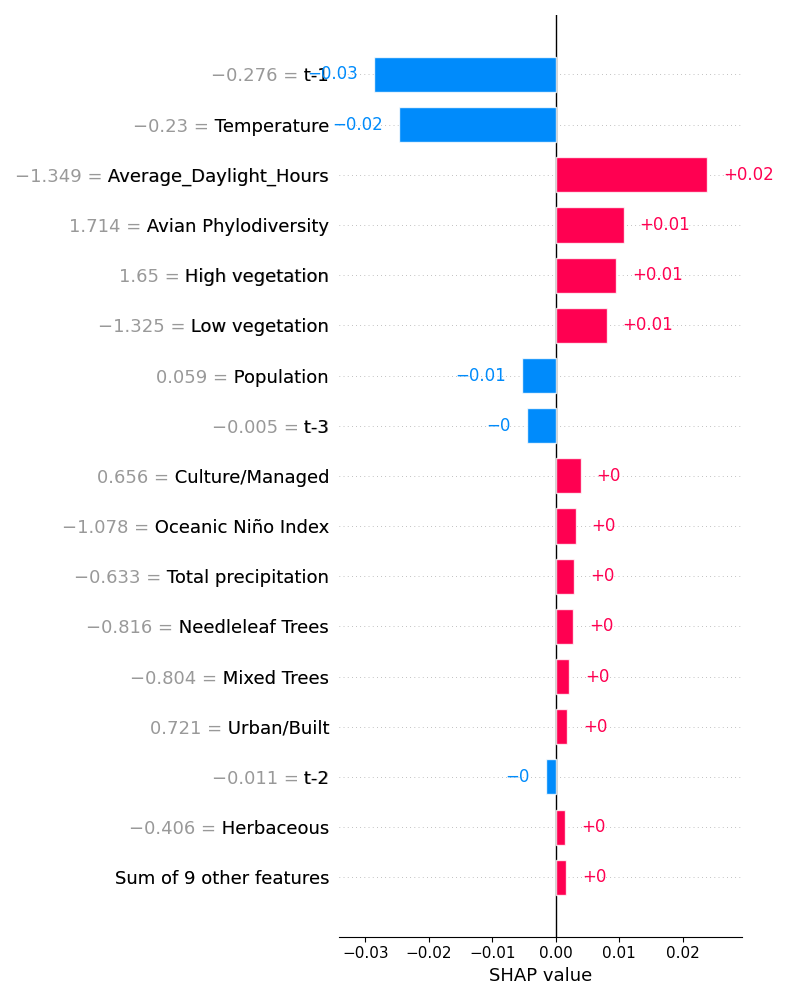 −0.276 = t-1 −0.03
−0.23 = Temperature −0.02
−1.349 = Average_Daylight_Hours +0.02
1.714 = Avian Phylodiversity +0.01
1.65 = High vegetation +0.01
−1.325 = Low vegetation +0.01
0.059 = Population −0.01
−0.005 = t-3 −0
0.656 = Culture/Managed +0
−1.078 = Oceanic Niño Index +0
−0.633 = Total precipitation +0
−0.816 = Needleleaf Trees +0
−0.804 = Mixed Trees +0
0.721 = Urban/Built +0
−0.011 = t-2 −0
−0.406 = Herbaceous +0
Sum of 9 other features +0
−0.03 −0.02 −0.01 0.00 0.01 0.02
SHAP value